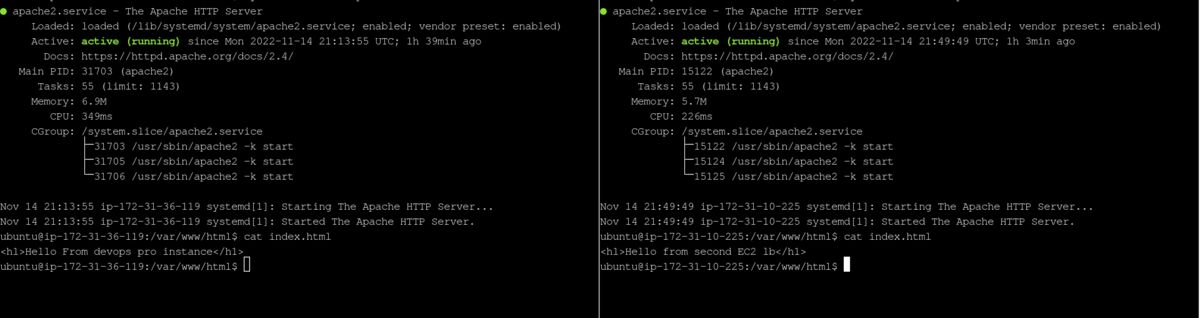 ● apache2.service - The Apache HTTP Server
Loaded: loaded (/lib/systemd/system/apache2.service; enabled; vendor preset: enabled)
Active: active (running) since Mon 2022-11-14 21:13:55 UTC; 1h 39min ago
Docs: https://httpd.apache.org/docs/2.4/
Main PID: 31703 (apache2)
Tasks: 55 (limit: 1143)
Memory: 6.9M
CPU: 349ms
CGroup: /system.slice/apache2.service
├─31703 /usr/sbin/apache2 -k start
├─31705 /usr/sbin/apache2 -k start
└─31706 /usr/sbin/apache2 -k start
Nov 14 21:13:55 ip-172-31-36-119 systemd[1]: Starting The Apache HTTP Server...
Nov 14 21:13:55 ip-172-31-36-119 systemd[1]: Started The Apache HTTP Server.
ubuntu@ip-172-31-36-119:/var/www/html$ cat index.html
<h1>Hello From devops pro instance</h1>
ubuntu@ip-172-31-36-119:/var/www/html$
● apache2.service - The Apache HTTP Server
Loaded: loaded (/lib/systemd/system/apache2.service; enabled; vendor preset: enabled)
Active: active (running) since Mon 2022-11-14 21:49:49 UTC; 1h 3min ago
Docs: https://httpd.apache.org/docs/2.4/
Main PID: 15122 (apache2)
Tasks: 55 (limit: 1143)
Memory: 5.7M
CPU: 226ms
CGroup: /system.slice/apache2.service
├─15122 /usr/sbin/apache2 -k start
├─15124 /usr/sbin/apache2 -k start
└─15125 /usr/sbin/apache2 -k start
Nov 14 21:49:49 ip-172-31-10-225 systemd[1]: Starting The Apache HTTP Server...
Nov 14 21:49:49 ip-172-31-10-225 systemd[1]: Started The Apache HTTP Server.
ubuntu@ip-172-31-10-225:/var/www/html$ cat index.html
<h1>Hello from second EC2 lb</h1>
ubuntu@ip-172-31-10-225:/var/www/html$